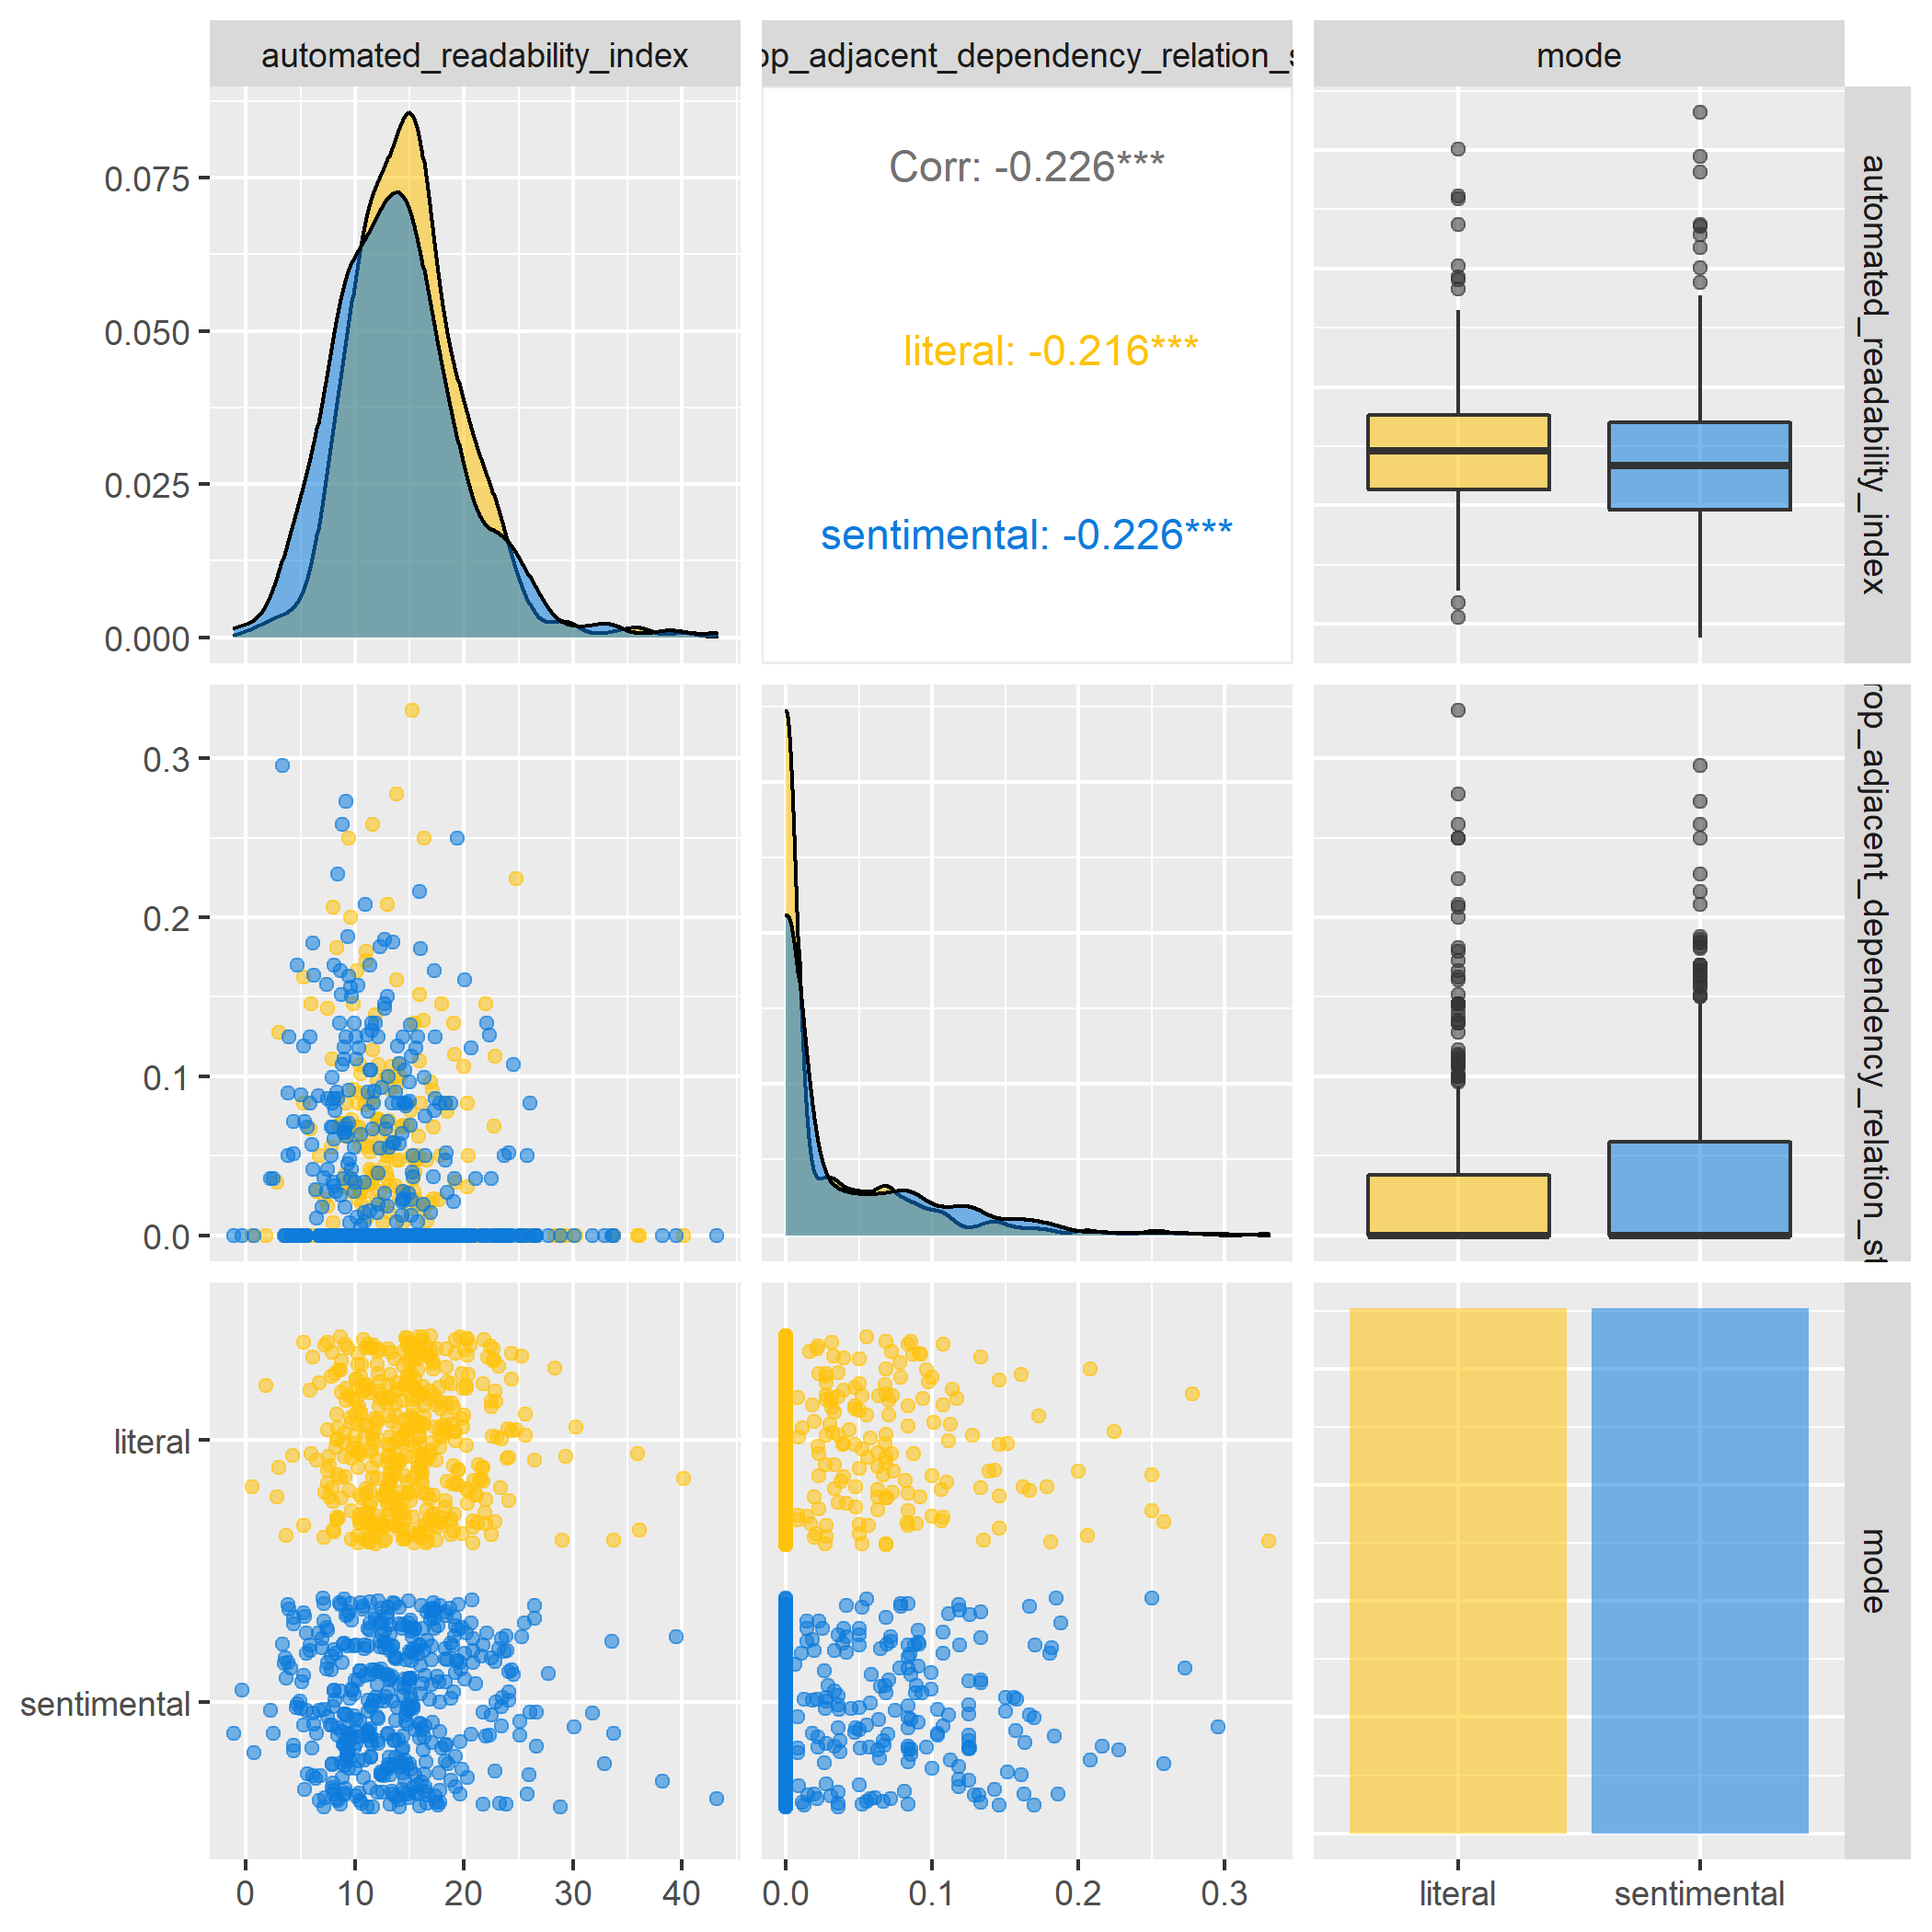 automated_readability_index
op_adjacent_dependency_relation_s
mode
0.075
0.050
0.025
0.000
Corr: -0.226***
literal: -0.216***
sentimental: -0.226***
automated_readability_index
0.3
0.2
0.1
0.0
rop_adjacent_dependency_relation_st
literal
sentimental
mode
0
10
20
30
40
0.0
0.1
0.2
0.3
literal
sentimental